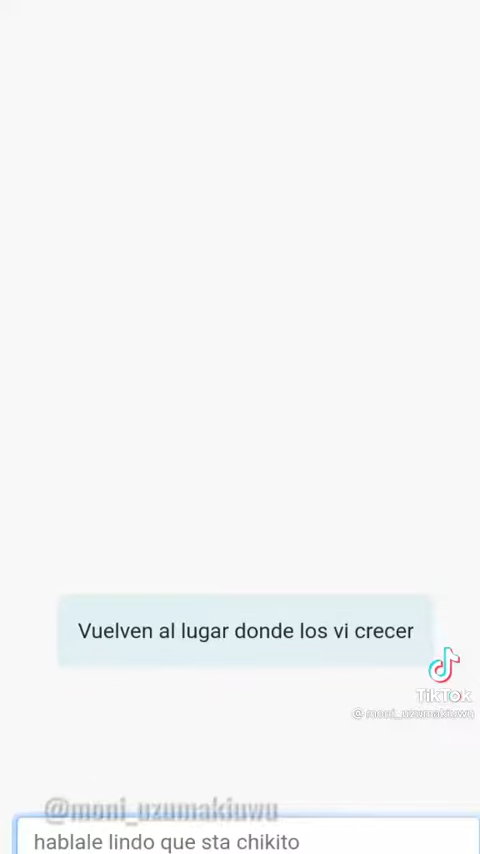 Vuelven al lugar donde los vi crecer
TikTok
@moni_uzumakiuwu
@moni_uzumakiuwu
hablale lindo que sta chikito